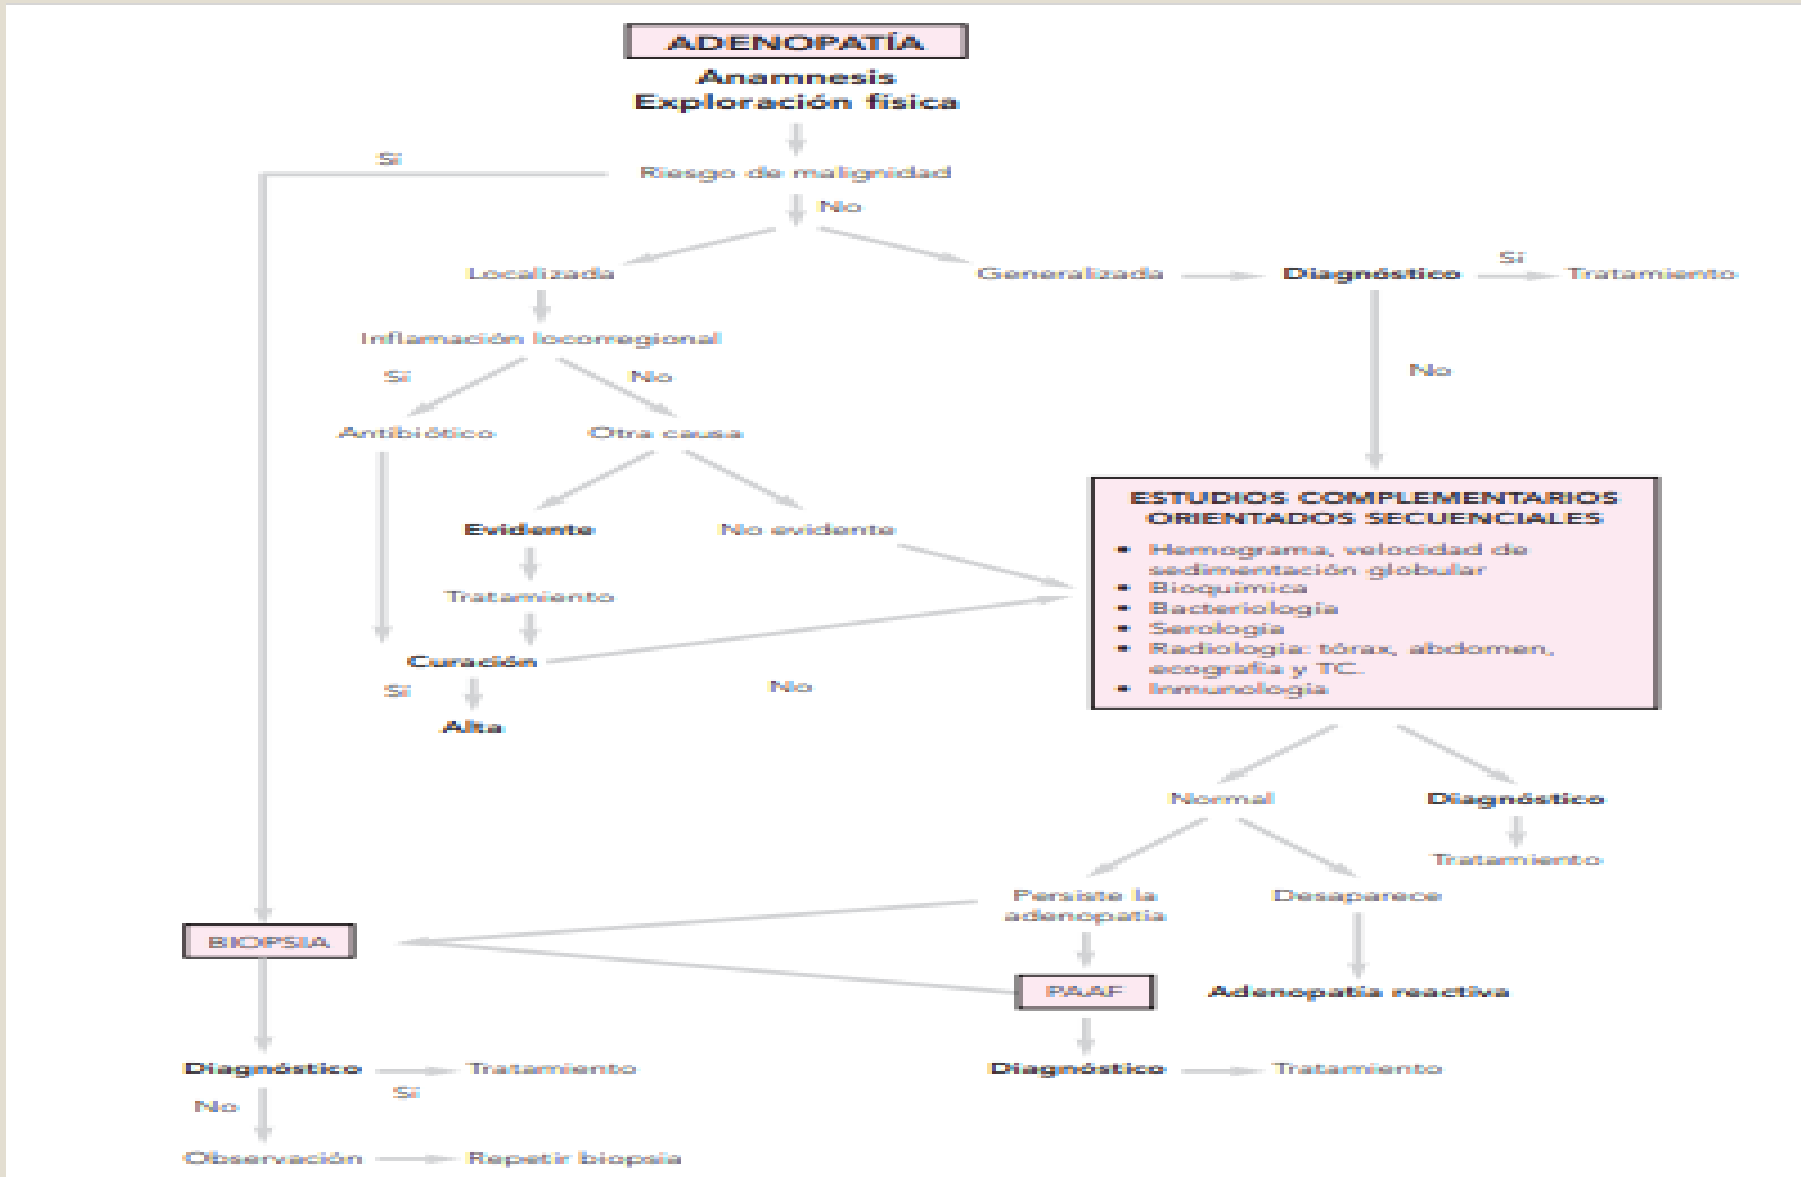 ADENOPATÍA
Anamnesis
Exploración física
Sí
Riesgo de malignidad
No
Localizada
Generalizada
Diagnóstico
Sí
Tratamiento
Inflamación locorregional
Sí
No
No
Antibiótico
Otra causa
ESTUDIOS COMPLEMENTARIOS
ORIENTADOS SECUENCIALES
Evidente
No evidente
• Hemograma, velocidad de
sedimentación globular
• Bioquímica
• Bacteriología
• Serología
• Radiología: tórax, abdomen,
ecografía y TC.
• Inmunología
Tratamiento
Curación
Sí
No
Alta
Normal
Diagnóstico
Tratamiento
Persiste la
adenopatía
Desaparece
BIOPSIA
PAAF
Adenopatía reactiva
Diagnóstico
Tratamiento
Sí
No
Diagnóstico
Tratamiento
Observación
Repetir biopsia